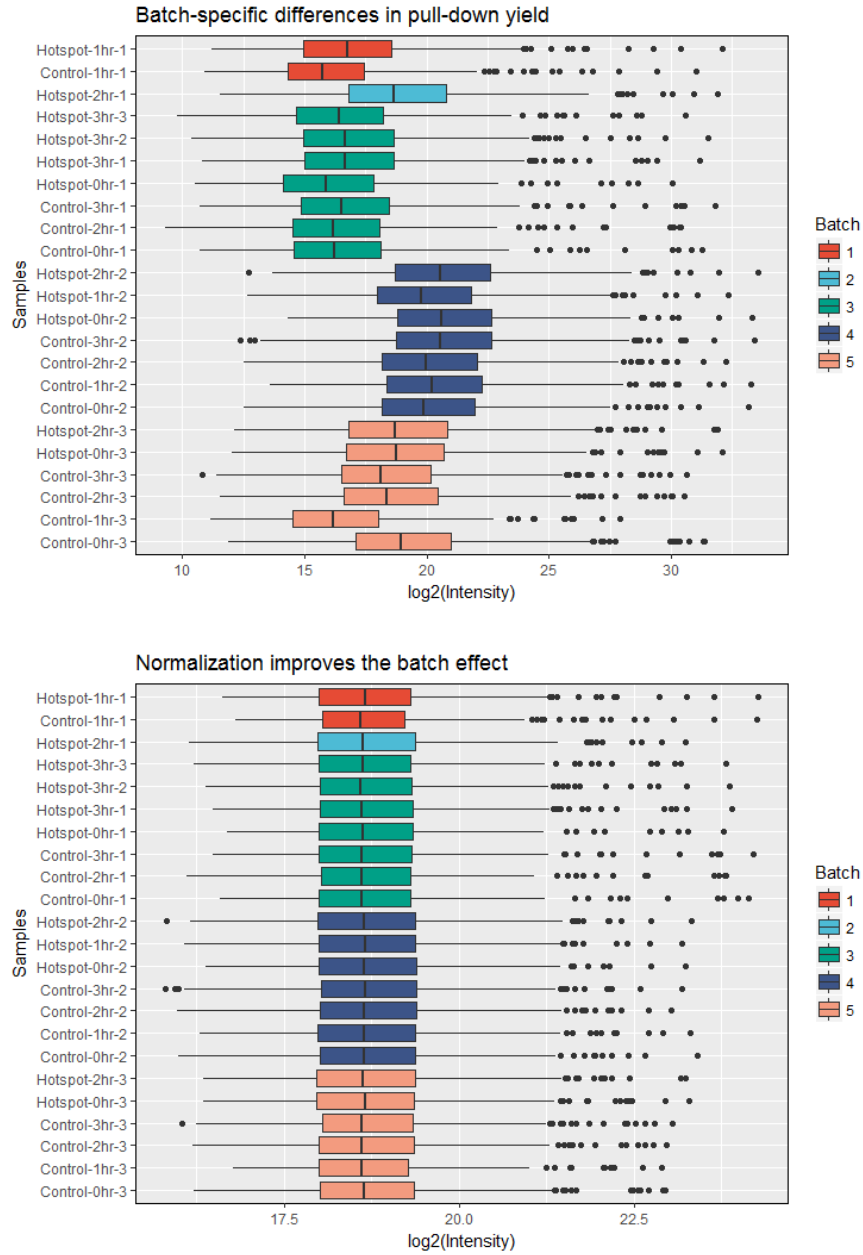 Batch-specific differences in pull-down yield
Hotspot-1hr-1
Control-1hr-1
Hotspot-2hr-1
Hotspot-3hr-3
Hotspot-3hr-2
Hotspot-3hr-1
Hotspot-0hr-1
Control-3hr-1
Control-2hr-1
Control-0hr-1
Hotspot-2hr-2
Hotspot-1hr-2
Hotspot-0hr-2
Control-3hr-2
Control-2hr-2
Control-1hr-2
Control-0hr-2
Hotspot-2hr-3
Hotspot-0hr-3
Control-3hr-3
Control-2hr-3
Control-1hr-3
Control-0hr-3
Samples
10 15 20 25 30
log2(Intensity)
Batch
1
2
3
4
5
Normalization improves the batch effect
Hotspot-1hr-1
Control-1hr-1
Hotspot-2hr-1
Hotspot-3hr-3
Hotspot-3hr-2
Hotspot-3hr-1
Hotspot-0hr-1
Control-3hr-1
Control-2hr-1
Control-0hr-1
Hotspot-2hr-2
Hotspot-1hr-2
Hotspot-0hr-2
Control-3hr-2
Control-2hr-2
Control-1hr-2
Control-0hr-2
Hotspot-2hr-3
Hotspot-0hr-3
Control-3hr-3
Control-2hr-3
Control-1hr-3
Control-0hr-3
Samples
17.5 20.0 22.5
log2(Intensity)
Batch
1
2
3
4
5